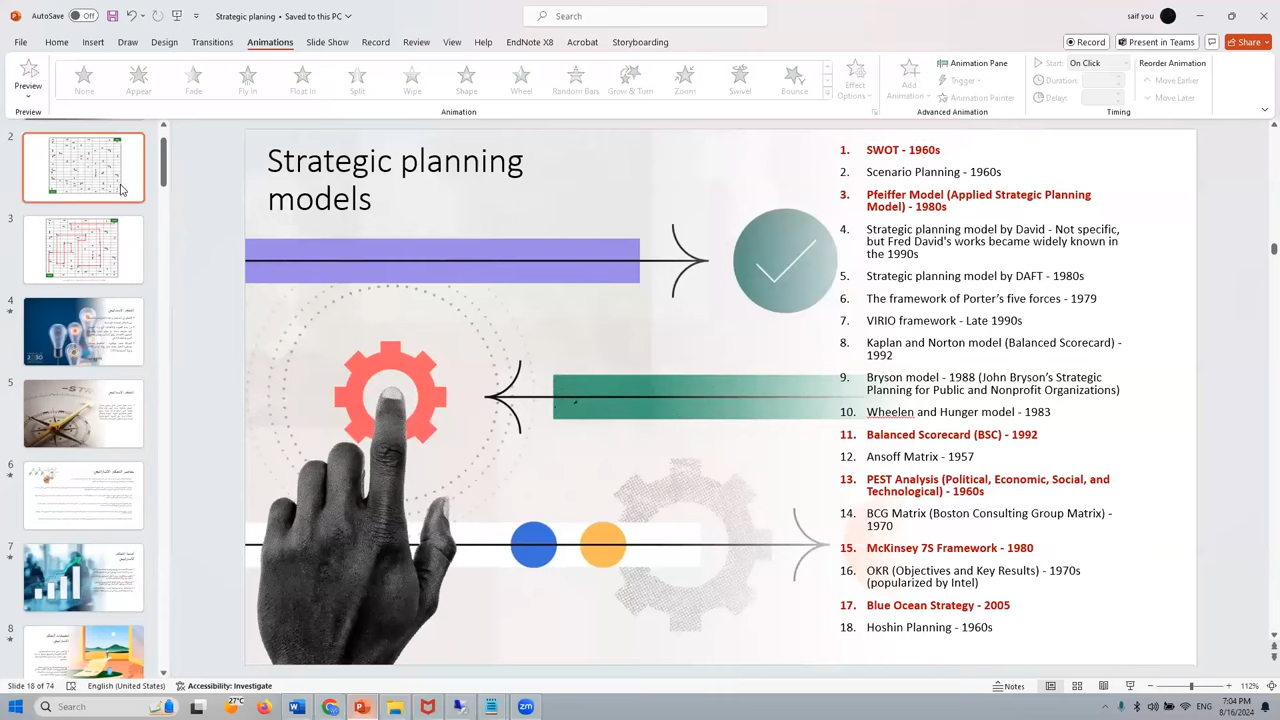 AutoSave
Off
Strategic planing • Saved to this PC
Search
saif you
File
Home
Insert
Draw
Design
Transitions
Animations
Slide Show
Record
Review
View
Help
EndNote X8
Acrobat
Storyboarding
Record
Present in Teams
Share
Preview
None
Appear
Fade
Fly In
Float In
Split
Wipe
Shape
Wheel
Random Bars
Grow & Turn
Zoom
Swivel
Bounce
Effect
Options
Add
Animation
Animation Pane
Trigger
Animation Painter
Start:
On Click
Duration:
Delay:
Reorder Animation
Move Earlier
Move Later
Preview
Animation
Advanced Animation
Timing
2
3
4
5
6
7
8
Strategic planning
models
1. SWOT - 1960s
2. Scenario Planning - 1960s
3. Pfeiffer Model (Applied Strategic Planning
Model) - 1980s
4. Strategic planning model by David - Not specific,
but Fred David's works became widely known in
the 1990s
5. Strategic planning model by DAFT - 1980s
6. The framework of Porter's five forces - 1979
7. VIRIO framework - Late 1990s
8. Kaplan and Norton model (Balanced Scorecard) -
1992
9. Bryson model - 1988 (John Bryson's Strategic
Planning for Public and Nonprofit Organizations)
10. Wheelen and Hunger model - 1983
11. Balanced Scorecard (BSC) - 1992
12. Ansoff Matrix - 1957
13. PEST Analysis (Political, Economic, Social, and
Technological) - 1960s
14. BCG Matrix (Boston Consulting Group Matrix) -
1970
15. McKinsey 7S Framework - 1980
16. OKR (Objectives and Key Results) - 1970s
(popularized by Intel)
17. Blue Ocean Strategy - 2005
18. Hoshin Planning - 1960s
Slide 18 of 74
English (United States)
Accessibility: Investigate
Notes
112%
Search
27°C
ENG
7:04 PM
8/16/2024